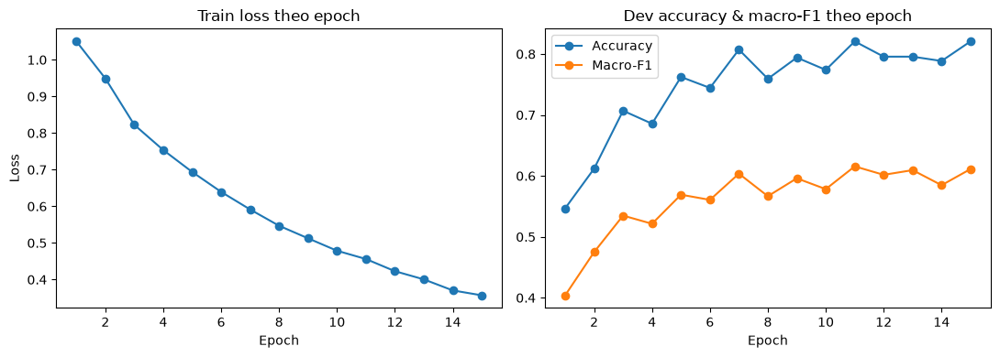 Train loss theo epoch
Loss
1.0
0.9
0.8
0.7
0.6
0.5
0.4
2 4 6 8 10 12 14
Epoch
Dev accuracy & macro-F1 theo epoch
Accuracy
Macro-F1
0.8
0.7
0.6
0.5
0.4
2 4 6 8 10 12 14
Epoch